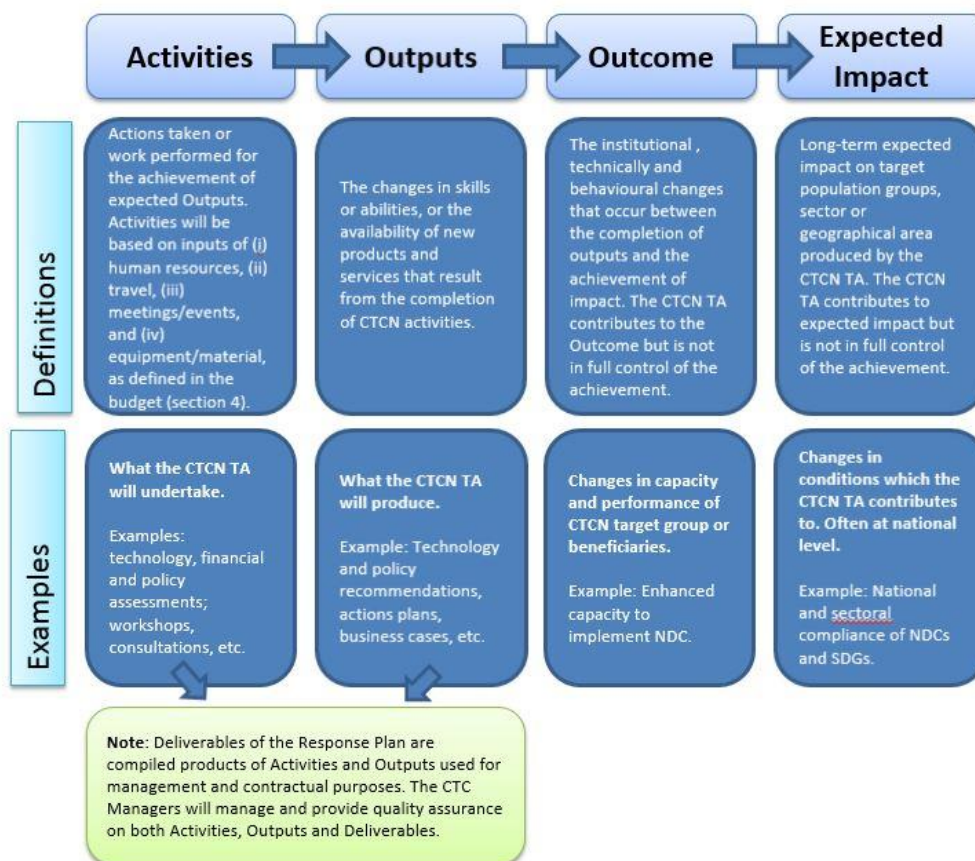 Activities
Outputs
Outcome
Expected
Impact
Definitions
Actions taken or
work performed for
the achievement of
expected Outputs.
Activities will be
based on inputs of (i)
human resources, (ii)
travel, (iii)
meetings/events,
and (iv)
equipment/material,
as defined in the
budget (section 4).
The changes in skills
or abilities, or the
availability of new
products and
services that result
from the completion
of CTCN activities.
The institutional ,
technically and
behavioural changes
that occur between
the completion of
outputs and the
achievement of
impact. The CTCN TA
contributes to the
Outcome but is not
in full control of the
achievement.
Long-term expected
impact on target
population groups,
sector or
geographical area
produced by the
CTCN TA. The CTCN
TA contributes to
expected impact but
is not in full control
of the achievement.
Examples
What the CTCN TA
will undertake.
Examples:
technology, financial
and policy
assessments;
workshops,
consultations, etc.
What the CTCN TA
will produce.
Example: Technology
and policy
recommendations,
actions plans,
business cases, etc.
Changes in capacity
and performance of
CTCN target group or
beneficiaries.
Example: Enhanced
capacity to
implement NDC.
Changes in
conditions which the
CTCN TA contributes
to. Often at national
level.
Example: National
and sectoral
compliance of NDCs
and SDGs.
Note: Deliverables of the Response Plan are
compiled products of Activities and Outputs used for
management and contractual purposes. The CTC
Managers will manage and provide quality assurance
on both Activities, Outputs and Deliverables.